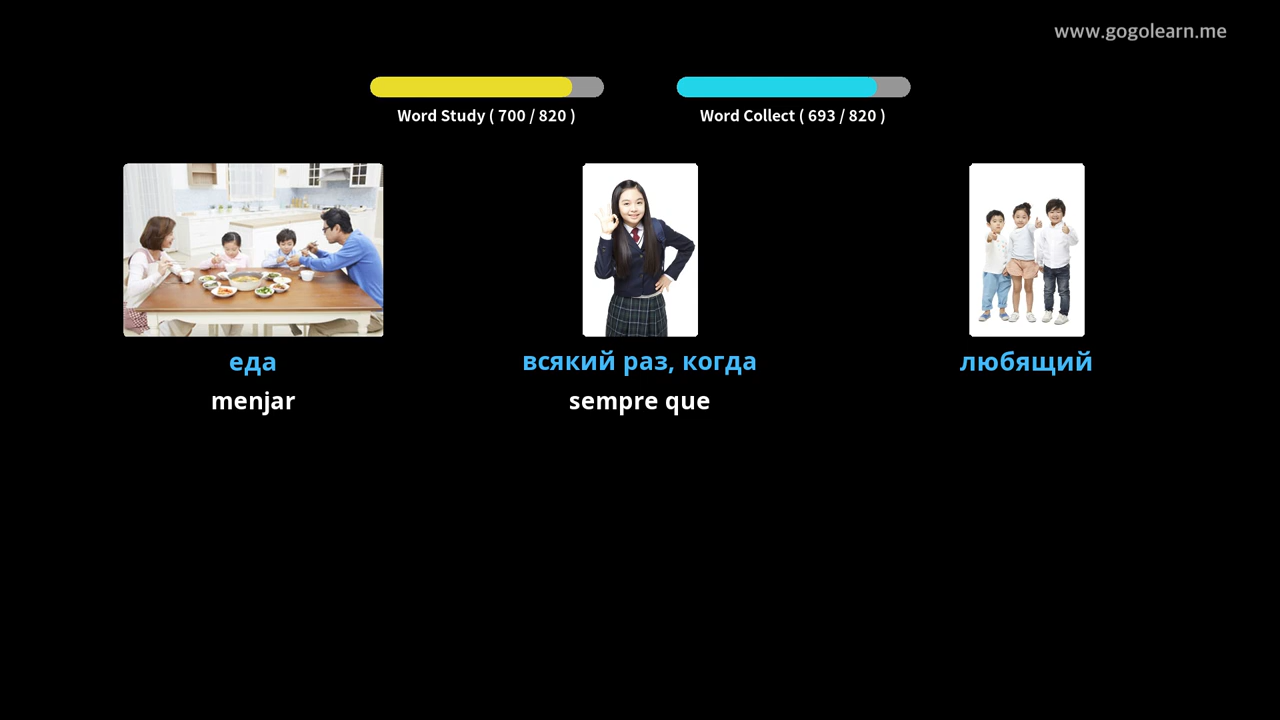 www.gogolearn.me
Word Study ( 700 / 820 )
Word Collect ( 693 / 820 )
еда
menjar
всякий раз, когда
sempre que
любящий